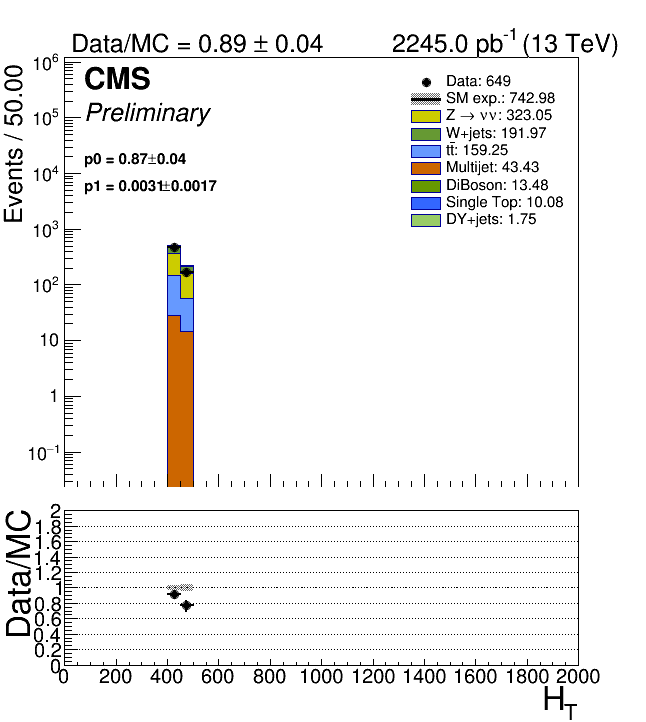 Data/MC = 0.89 ± 0.04 2245.0 pb⁻¹ (13 TeV)
CMS
Preliminary
p0 = 0.87±0.04
p1 = 0.0031±0.0017
Data: 649
SM exp.: 742.98
Z → νν: 323.05
W+jets: 191.97
tt̄: 159.25
Multijet: 43.43
DiBoson: 13.48
Single Top: 10.08
DY+jets: 1.75
Events / 50.00
10⁶
10⁵
10⁴
10³
10²
10
1
10⁻¹
Data/MC
2
1.8
1.6
1.4
1.2
1
0.8
0.6
0.4
0.2
0
0 200 400 600 800 1000 1200 1400 1600 1800 2000
H_T